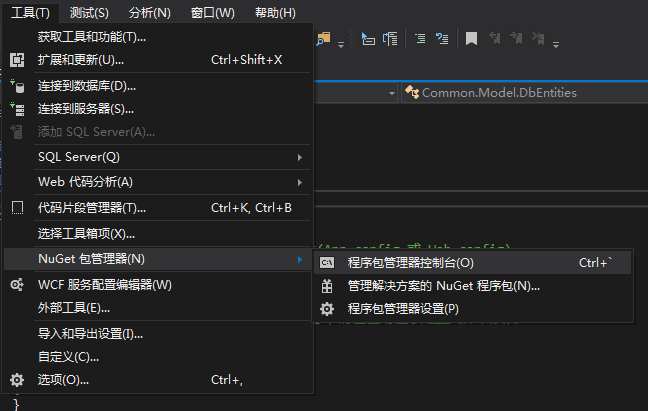 工具(T) 测试(S) 分析(N) 窗口(W) 帮助(H)
获取工具和功能(T)...
扩展和更新(U)... Ctrl+Shift+X
连接到数据库(D)...
Common.Model.DbEntities
连接到服务器(S)...
添加 SQL Server(A)...
SQL Server(Q)
Web 代码分析(A)
代码片段管理器(T)... Ctrl+K, Ctrl+B
选择工具箱项(X)...
NuGet 包管理器(N)
程序包管理器控制台(O) Ctrl+`
WCF 服务配置编辑器(W)
管理解决方案的 NuGet 程序包(N)...
外部工具(E)...
程序包管理器设置(P)
导入和导出设置(I)...
自定义(C)...
选项(O)... Ctrl+,
}